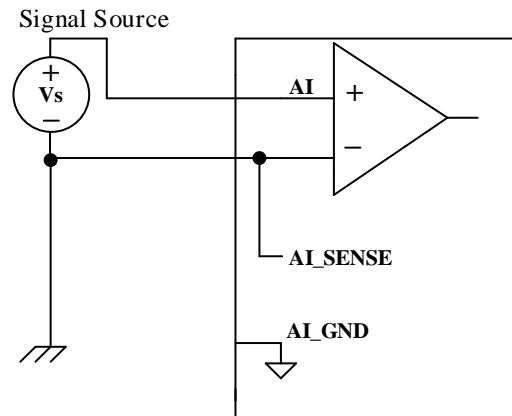 Signal Source
+
Vs
−
AI
+
−
AI_SENSE
AI_GND